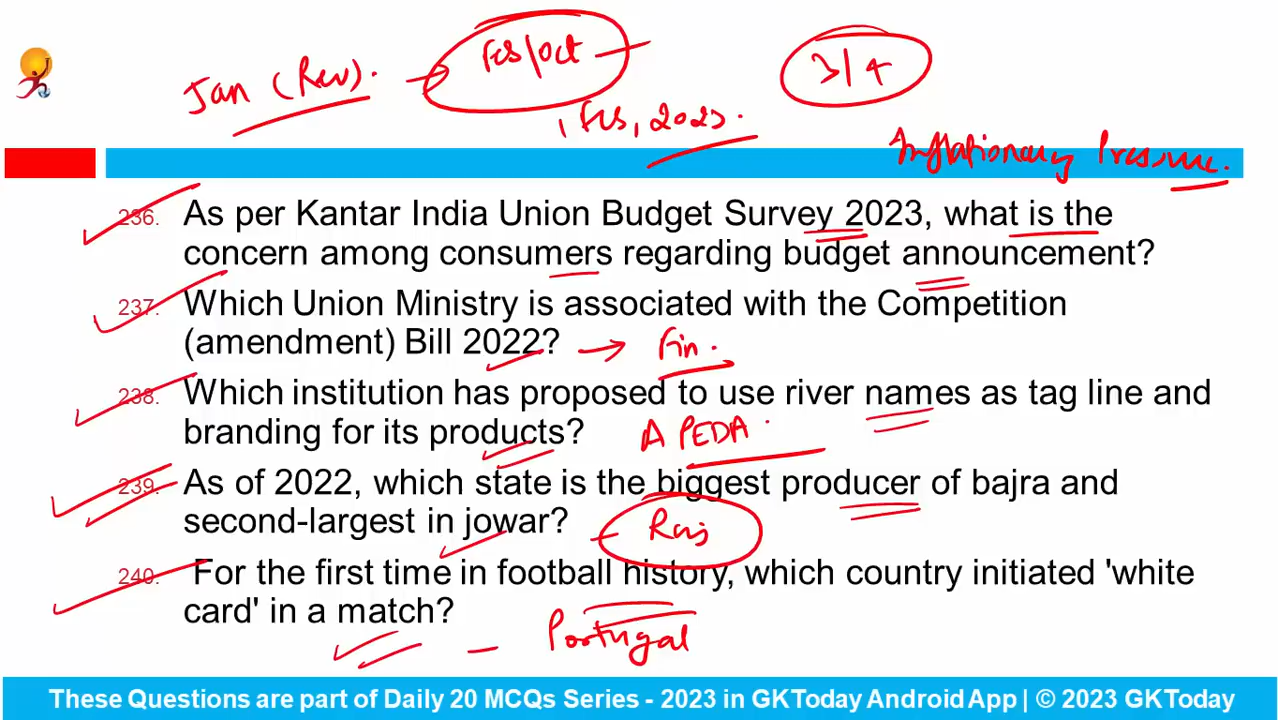 Jan (Rev).
Feb/Oct
3/4
1, Feb, 2023.
Inflationary Pressure.
236. As per Kantar India Union Budget Survey 2023, what is the
concern among consumers regarding budget announcement?
237. Which Union Ministry is associated with the Competition
(amendment) Bill 2022? → Fin.
238. Which institution has proposed to use river names as tag line and
branding for its products? APEDA
239. As of 2022, which state is the biggest producer of bajra and
second-largest in jowar? - Raj
240. For the first time in football history, which country initiated 'white
card' in a match?
- Portugal
These Questions are part of Daily 20 MCQs Series - 2023 in GKToday Android App | © 2023 GKToday